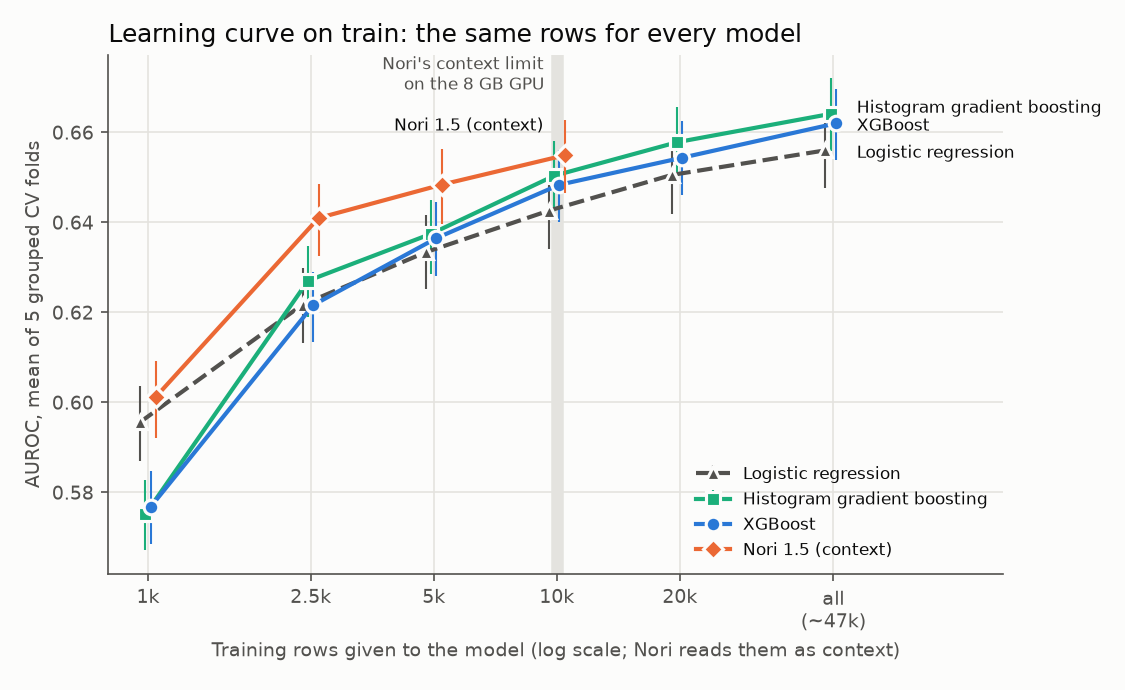 Learning curve on train: the same rows for every model
Nori's context limit
on the 8 GB GPU
Nori 1.5 (context)
Histogram gradient boosting
XGBoost
Logistic regression
AUROC, mean of 5 grouped CV folds
0.66
0.64
0.62
0.60
0.58
Logistic regression
Histogram gradient boosting
XGBoost
Nori 1.5 (context)
1k 2.5k 5k 10k 20k all
(~47k)
Training rows given to the model (log scale; Nori reads them as context)